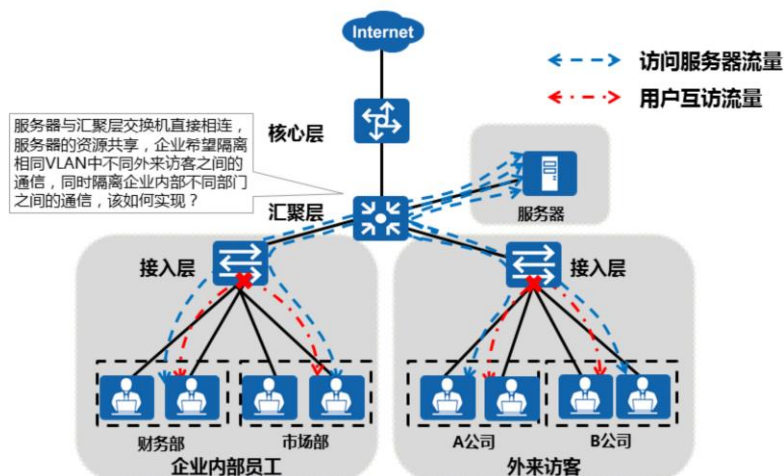 Internet
访问服务器流量
用户互访流量
服务器与汇聚层交换机直接相连，
服务器的资源共享，企业希望隔离
相同VLAN中不同外来访客之间的
通信，同时隔离企业内部不同部门
之间的通信，该如何实现？
核心层
汇聚层
服务器
接入层
接入层
财务部
市场部
A公司
B公司
企业内部员工
外来访客